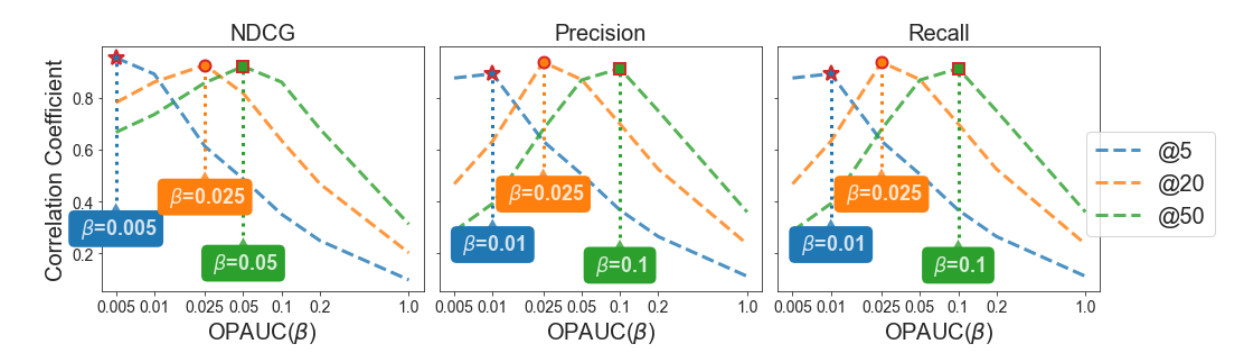 NDCG
Precision
Recall
Correlation Coefficient
0.8
0.6
0.4
0.2
β=0.005
β=0.025
β=0.05
β=0.01
β=0.025
β=0.1
β=0.01
β=0.025
β=0.1
@5
@20
@50
0.005 0.01 0.025 0.05 0.1 0.2 1.0
0.005 0.01 0.025 0.05 0.1 0.2 1.0
0.005 0.01 0.025 0.05 0.1 0.2 1.0
OPAUC(β)
OPAUC(β)
OPAUC(β)